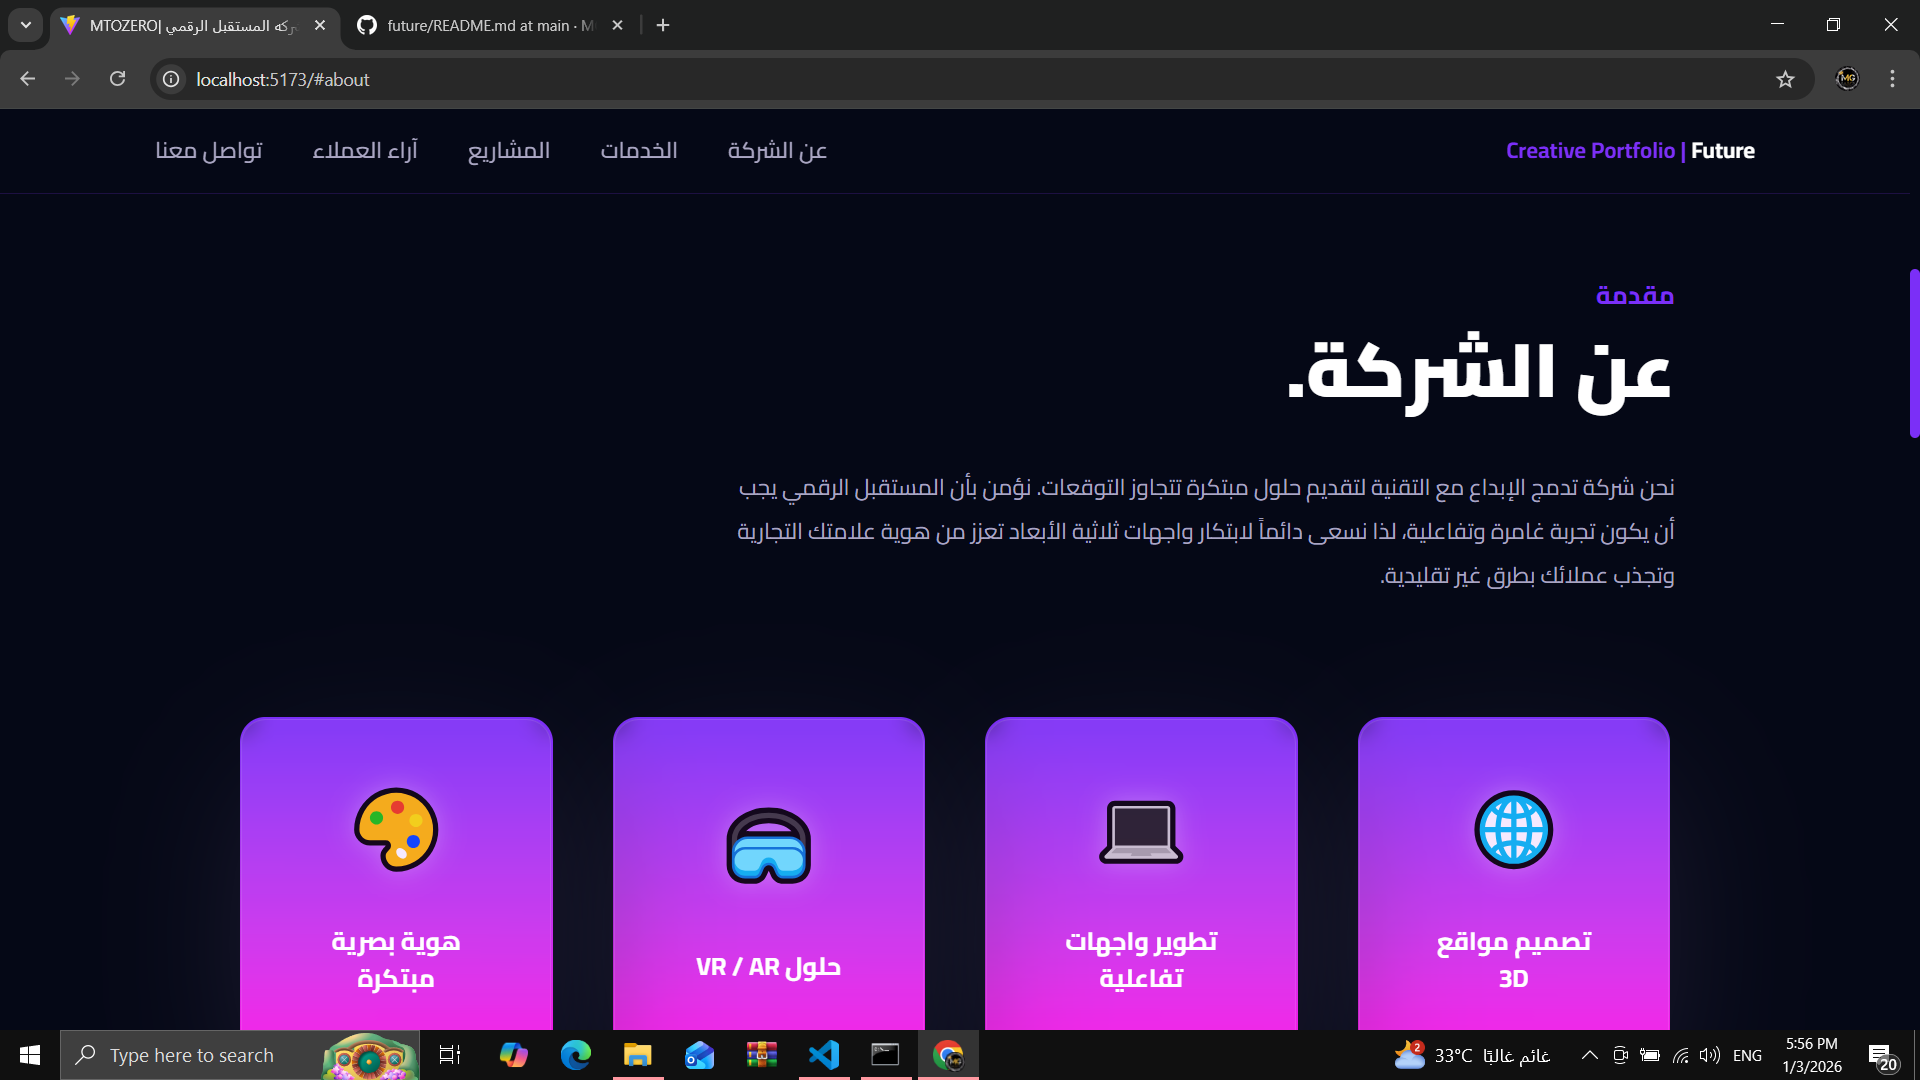 MTOZERO| شركه المستقبل الرقمي
future/README.md at main · M
localhost:5173/#about
Creative Portfolio | Future
عن الشركة
الخدمات
المشاريع
آراء العملاء
تواصل معنا
مقدمة
عن الشركة.
نحن شركة تدمج الإبداع مع التقنية لتقديم حلول مبتكرة تتجاوز التوقعات. نؤمن بأن المستقبل الرقمي يجب
أن يكون تجربة غامرة وتفاعلية، لذا نسعى دائماً لابتكار واجهات ثلاثية الأبعاد تعزز من هوية علامتك التجارية
وتجذب عملائك بطرق غير تقليدية.
تصميم مواقع
3D
تطوير واجهات
تفاعلية
حلول VR / AR
هوية بصرية
مبتكرة
Type here to search
2
33°C غائم غالبًا
ENG
5:56 PM
1/3/2026
20